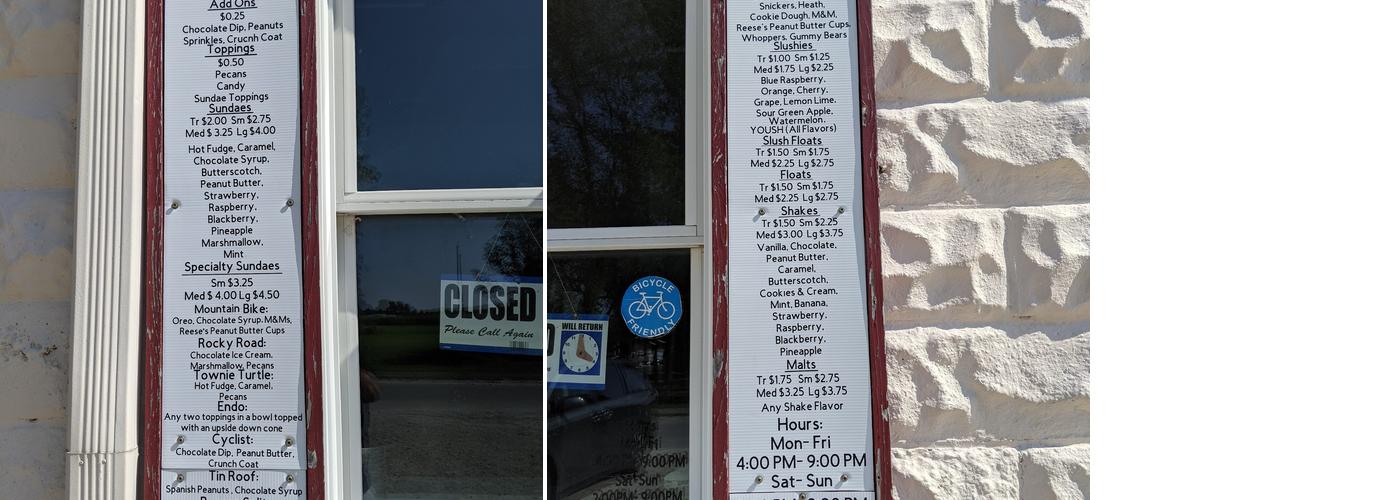 Add Ons
$0.25
Chocolate Dip, Peanuts
Sprinkles, Crucnh Coat
Toppings
$0.50
Pecans
Candy
Sundae Toppings
Sundaes
Tr $2.00 Sm $2.75
Med $ 3.25 Lg $4.00
Hot Fudge, Caramel,
Chocolate Syrup,
Butterscotch,
Peanut Butter,
Strawberry,
Raspberry,
Blackberry,
Pineapple
Marshmallow,
Mint
Specialty Sundaes
Sm $3.25
Med $ 4.00 Lg $4.50
Mountain Bike:
Oreo, Chocolate Syrup, M&Ms,
Reese's Peanut Butter Cups
Rocky Road:
Chocolate Ice Cream,
Marshmallow, Pecans
Townie Turtle:
Hot Fudge, Caramel,
Pecans
Endo:
Any two toppings in a bowl topped
with an upside down cone
Cyclist:
Chocolate Dip, Peanut Butter,
Crunch Coat
Tin Roof:
Spanish Peanuts, Chocolate Syrup
CLOSED
Please Call Again
WILL RETURN
BICYCLE
FRIENDLY
Snickers, Heath,
Cookie Dough, M&M,
Reese's Peanut Butter Cups,
Whoppers, Gummy Bears
Slushies
Tr $1.00 Sm $1.25
Med $1.75 Lg $2.25
Blue Raspberry,
Orange, Cherry,
Grape, Lemon Lime,
Sour Green Apple,
Watermelon,
YOUSH (All Flavors)
Slush Floats
Tr $1.50 Sm $1.75
Med $2.25 Lg $2.75
Floats
Tr $1.50 Sm $1.75
Med $2.25 Lg $2.75
Shakes
Tr $1.50 Sm $2.25
Med $3.00 Lg $3.75
Vanilla, Chocolate,
Peanut Butter,
Caramel,
Butterscotch,
Cookies & Cream,
Mint, Banana,
Strawberry,
Raspberry,
Blackberry,
Pineapple
Malts
Tr $1.75 Sm $2.75
Med $3.25 Lg $3.75
Any Shake Flavor
Hours:
Mon- Fri
4:00 PM- 9:00 PM
Sat- Sun